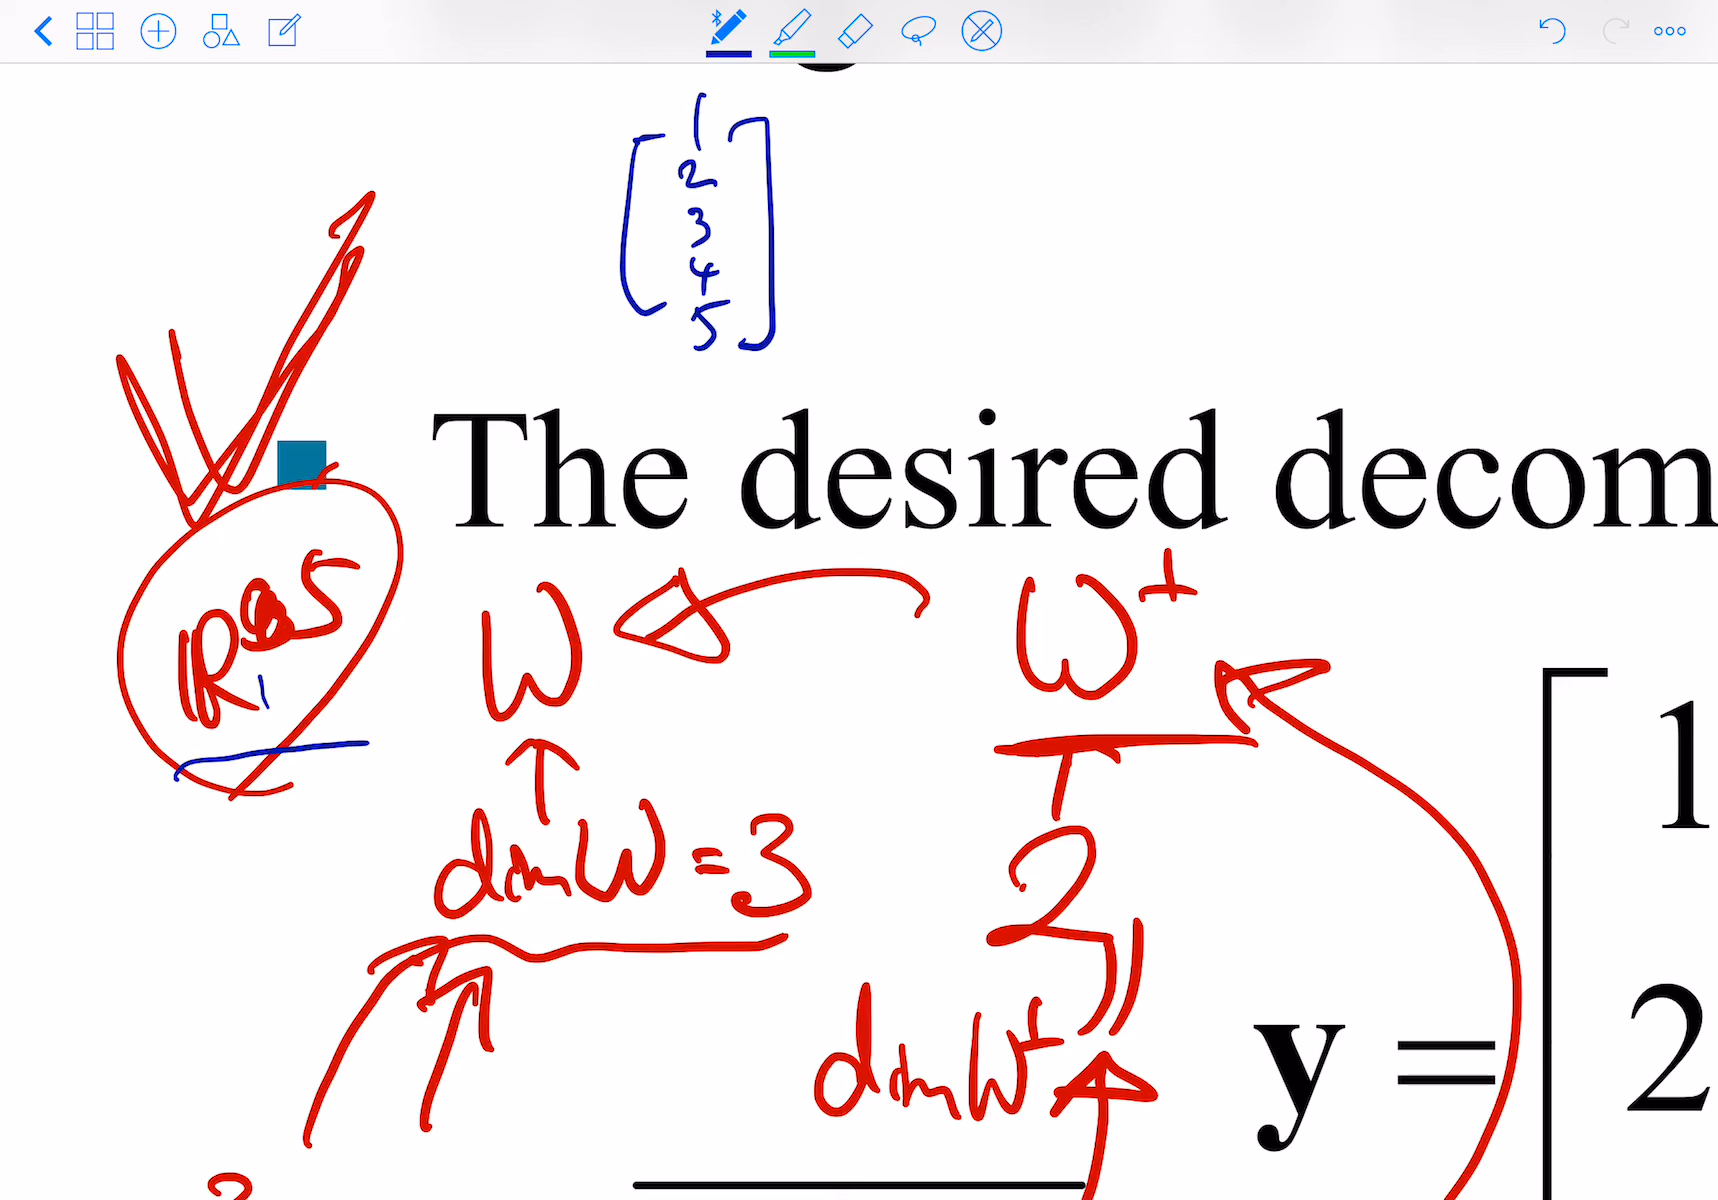 1
2
3
4
5
The desired decom
ℝ⁵ W W⊥
dim W = 3
2
dim W⊥
y =
1
2